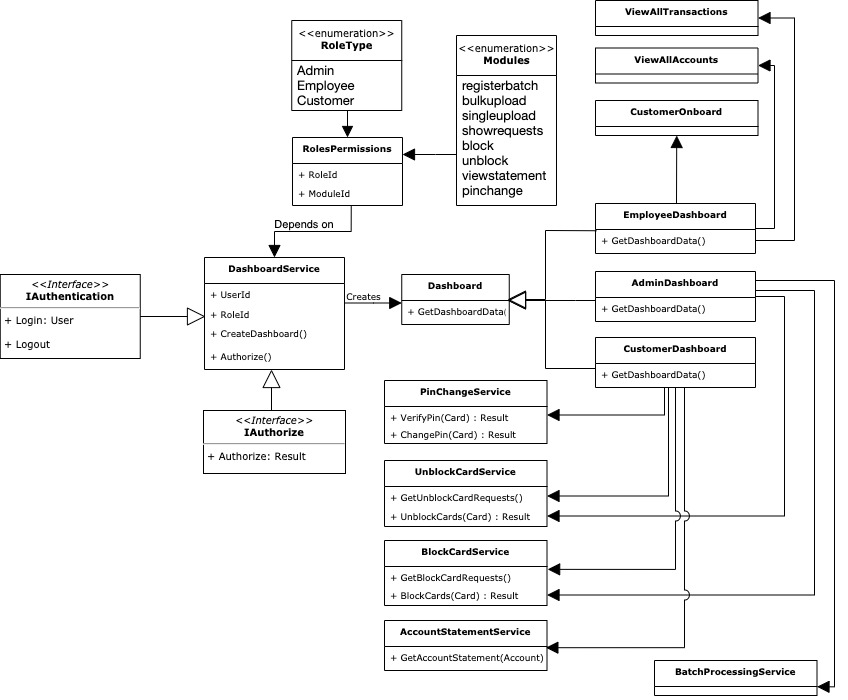 <<enumeration>>
RoleType
Admin
Employee
Customer
<<enumeration>>
Modules
registerbatch
bulkupload
singleupload
showrequests
block
unblock
viewstatement
pinchange
ViewAllTransactions
ViewAllAccounts
CustomerOnboard
RolesPermissions
+ RoleId
+ ModuleId
Depends on
EmployeeDashboard
+ GetDashboardData()
<<Interface>>
IAuthentication
+ Login: User
+ Logout
DashboardService
+ UserId
+ RoleId
+ CreateDashboard()
+ Authorize()
Creates
Dashboard
+ GetDashboardData(
AdminDashboard
+ GetDashboardData()
CustomerDashboard
+ GetDashboardData()
<<Interface>>
IAuthorize
+ Authorize: Result
PinChangeService
+ VerifyPin(Card) : Result
+ ChangePin(Card) : Result
UnblockCardService
+ GetUnblockCardRequests()
+ UnblockCards(Card) : Result
BlockCardService
+ GetBlockCardRequests()
+ BlockCards(Card) : Result
AccountStatementService
+ GetAccountStatement(Account)
BatchProcessingService